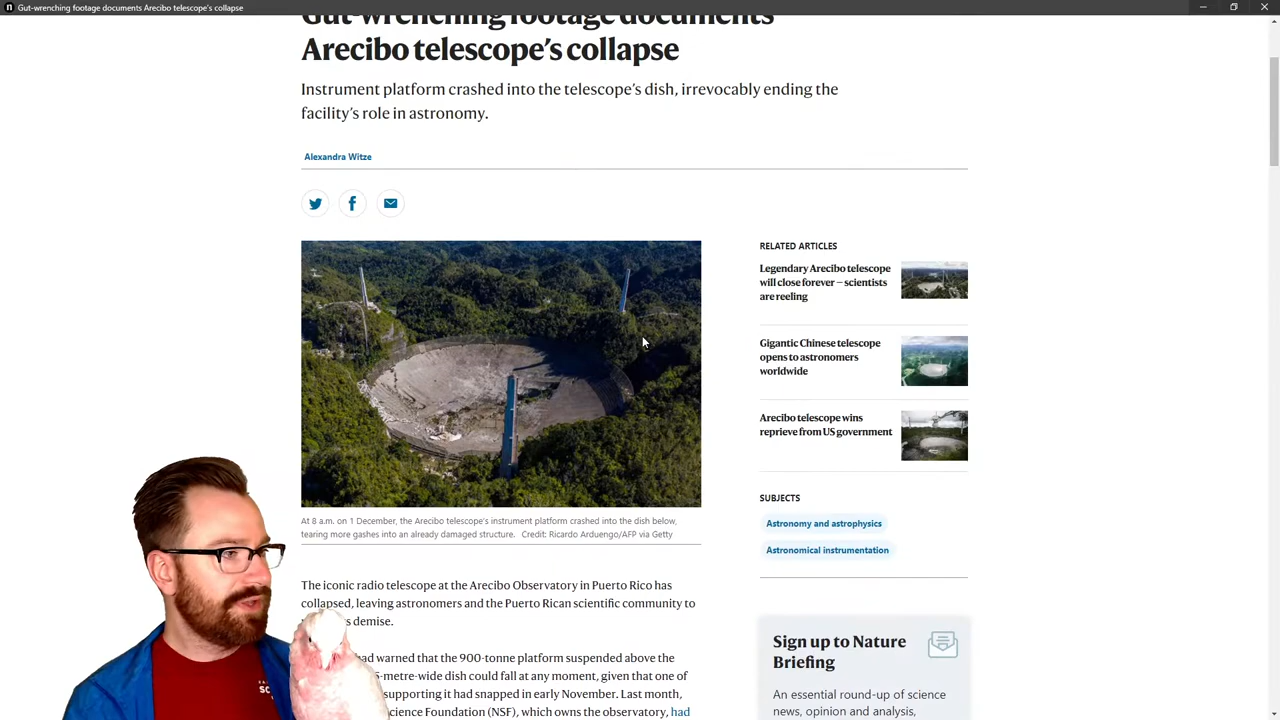 Gut-wrenching footage documents Arecibo telescope's collapse
Gut-wrenching footage documents
Arecibo telescope's collapse
Instrument platform crashed into the telescope's dish, irrevocably ending the
facility's role in astronomy.
Alexandra Witze
At 8 a.m. on 1 December, the Arecibo telescope's instrument platform crashed into the dish below,
tearing more gashes into an already damaged structure. Credit: Ricardo Arduengo/AFP via Getty
The iconic radio telescope at the Arecibo Observatory in Puerto Rico has
collapsed, leaving astronomers and the Puerto Rican scientific community to
demise.
had warned that the 900-tonne platform suspended above the
-metre-wide dish could fall at any moment, given that one of
supporting it had snapped in early November. Last month,
Foundation (NSF), which owns the observatory, had
RELATED ARTICLES
Legendary Arecibo telescope
will close forever – scientists
are reeling
Gigantic Chinese telescope
opens to astronomers
worldwide
Arecibo telescope wins
reprieve from US government
SUBJECTS
Astronomy and astrophysics
Astronomical instrumentation
Sign up to Nature
Briefing
An essential round-up of science
news, opinion and analysis,